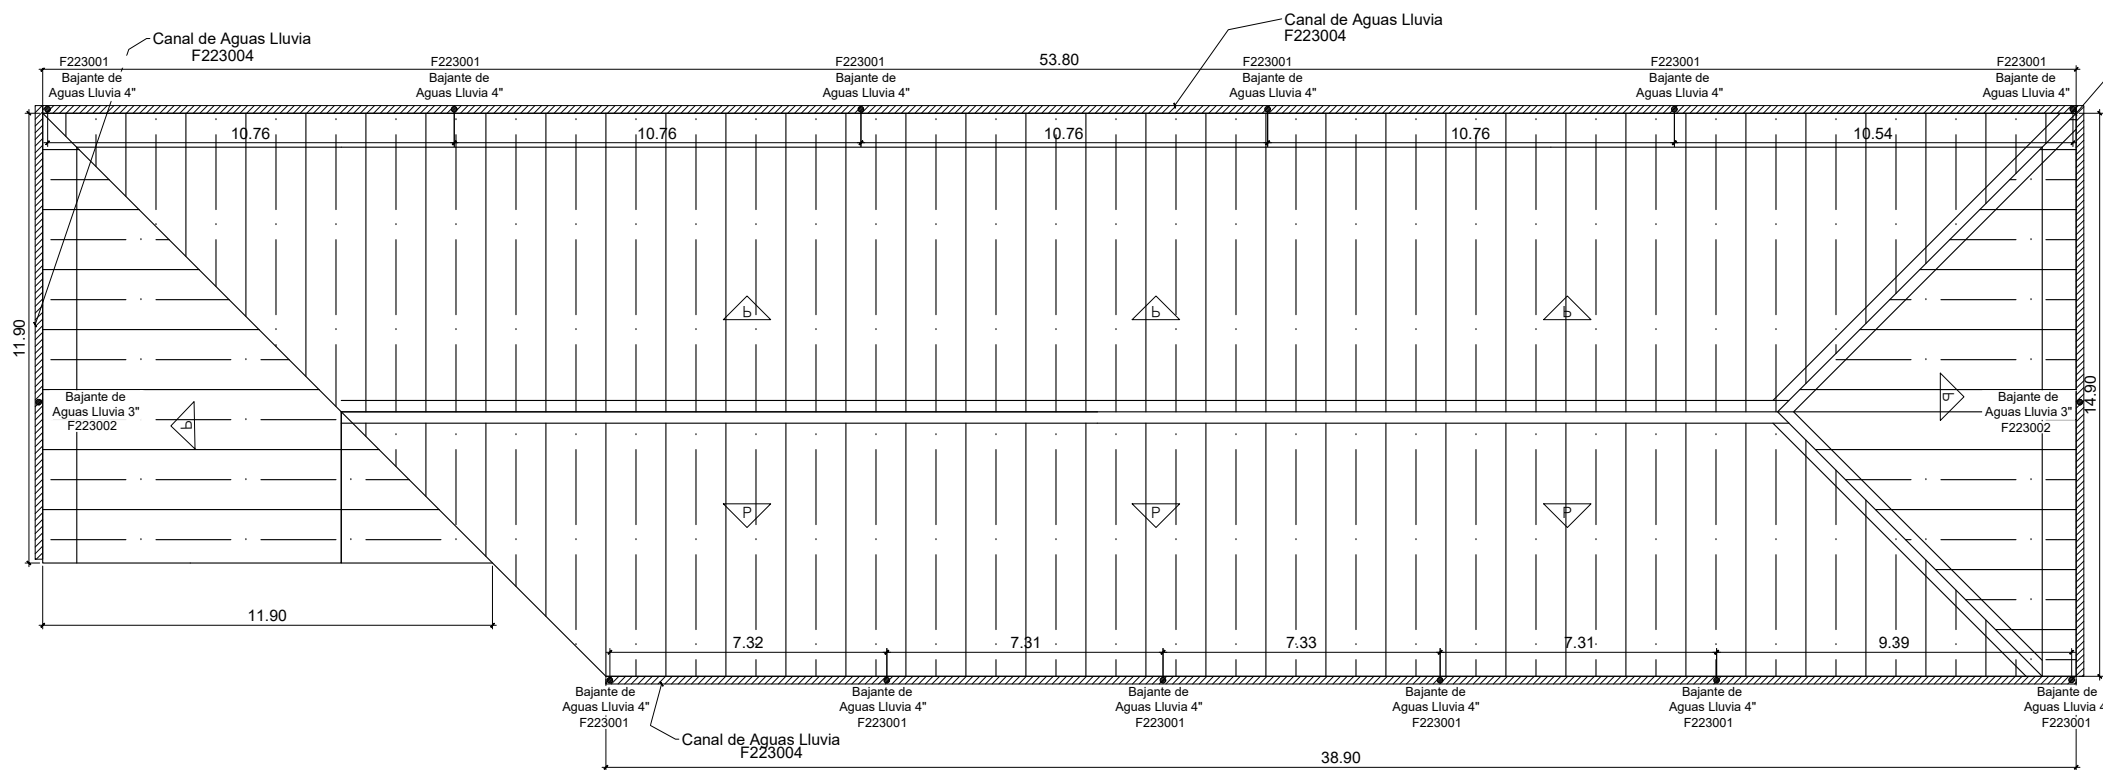 Canal de Aguas Lluvia
F223004
Canal de Aguas Lluvia
F223004
53.80
F223001
Bajante de
Aguas Lluvia 4"
F223001
Bajante de
Aguas Lluvia 4"
F223001
Bajante de
Aguas Lluvia 4"
F223001
Bajante de
Aguas Lluvia 4"
F223001
Bajante de
Aguas Lluvia 4"
F223001
Bajante de
Aguas Lluvia 4"
10.76
10.76
10.76
10.76
10.54
P
P
P
11.90
Bajante de
Aguas Lluvia 3"
F223002
P
P
Bajante de
Aguas Lluvia 3"
F223002
14.90
P
P
P
11.90
7.32
7.31
7.33
7.31
9.39
Bajante de
Aguas Lluvia 4"
F223001
Bajante de
Aguas Lluvia 4"
F223001
Bajante de
Aguas Lluvia 4"
F223001
Bajante de
Aguas Lluvia 4"
F223001
Bajante de
Aguas Lluvia 4"
F223001
Bajante de
Aguas Lluvia 4
F223001
Canal de Aguas Lluvia
F223004
38.90